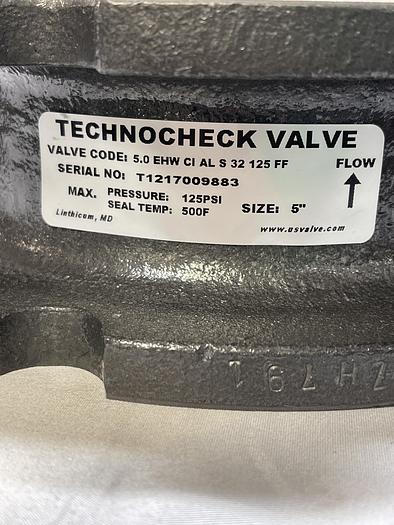 TECHNOCHECK VALVE
VALVE CODE: 5.0 EHW CI AL S 32 125 FF
FLOW
SERIAL NO: T1217009883
MAX. PRESSURE: 125PSI
SEAL TEMP: 500F
SIZE: 5"
Linthicum, MD
www.usvalve.com